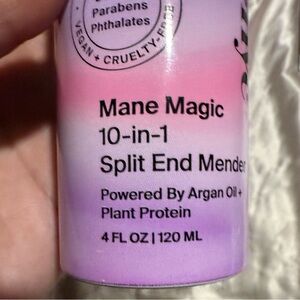 Parabens
Phthalates
VEGAN + CRUELTY-FREE
Mane Magic
10-in-1
Split End Mender
Powered By Argan Oil +
Plant Protein
4 FL OZ | 120 ML